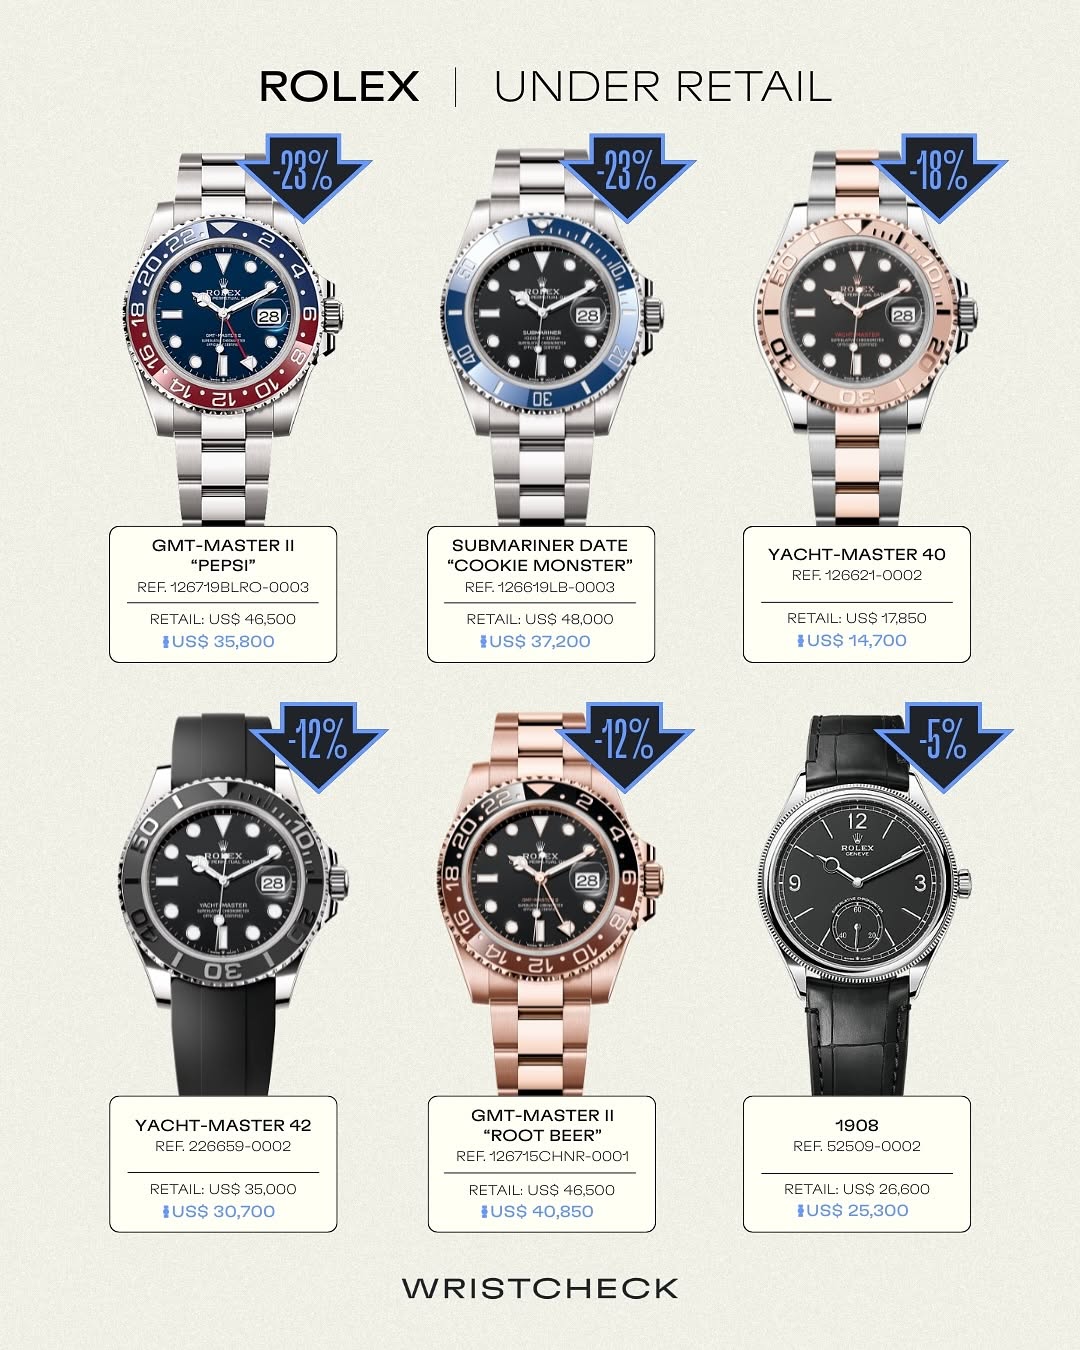 ROLEX | UNDER RETAIL
-23%
-23%
-18%
GMT-MASTER II
“PEPSI”
REF. 126719BLRO-0003
RETAIL: US$ 46,500
US$ 35,800
SUBMARINER DATE
“COOKIE MONSTER”
REF. 126619LB-0003
RETAIL: US$ 48,000
US$ 37,200
YACHT-MASTER 40
REF. 126621-0002
RETAIL: US$ 17,850
US$ 14,700
-12%
-12%
-5%
YACHT-MASTER 42
REF. 226659-0002
RETAIL: US$ 35,000
US$ 30,700
GMT-MASTER II
“ROOT BEER”
REF. 126715CHNR-0001
RETAIL: US$ 46,500
US$ 40,850
1908
REF. 52509-0002
RETAIL: US$ 26,600
US$ 25,300
WRISTCHECK